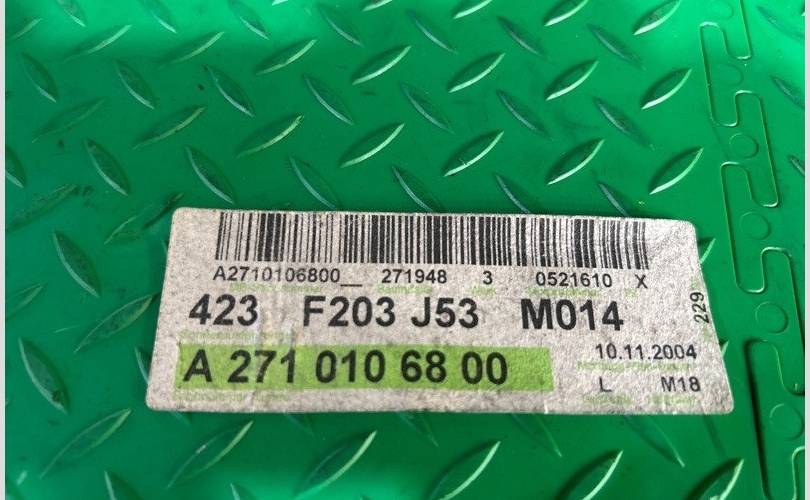 A2710106800__ 271948 3 0521610 X
423 F203 J53 M014
229
A 271 010 68 00
10.11.2004
L M18